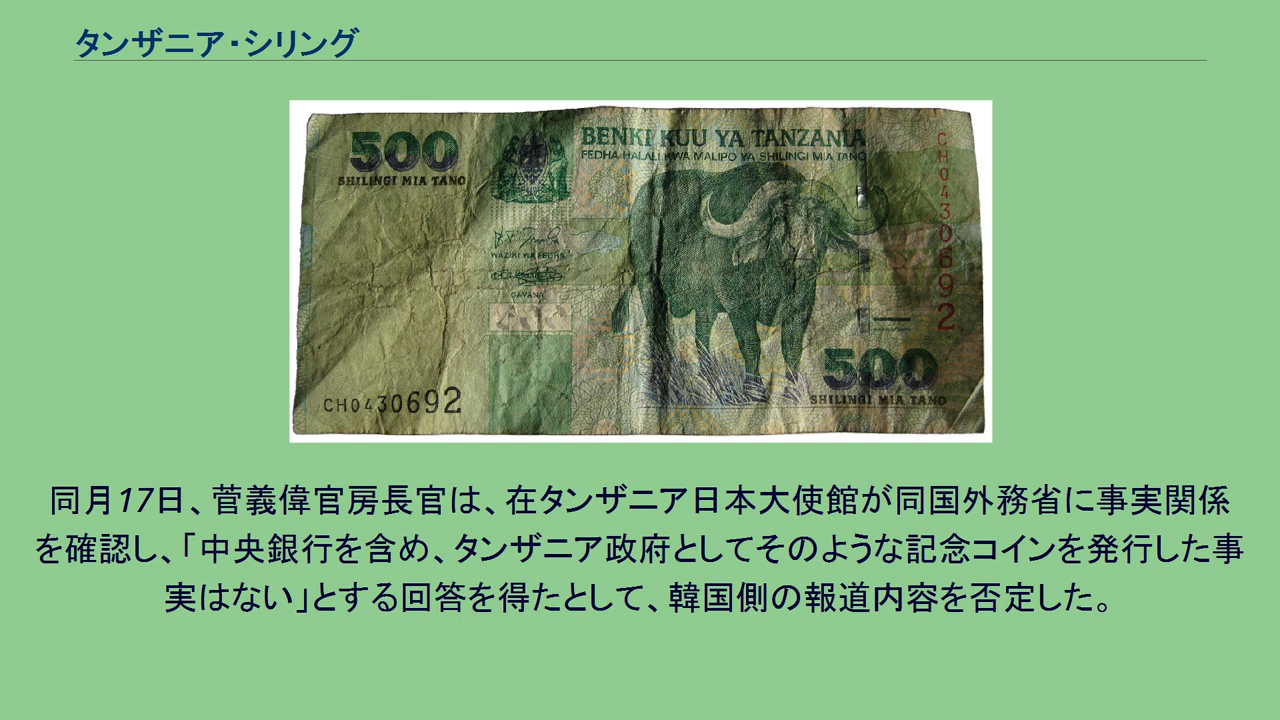 タンザニア・シリング
500
SHILINGI MIA TANO
BENKI KUU YA TANZANIA
FEDHA HALALI KWA MALIPO YA SHILINGI MIA TANO
CH0430692
WAZIRI WA FEDHA
GAVANA
500
SHILINGI MIA TANO
CH0430692
同月17日、菅義偉官房長官は、在タンザニア日本大使館が同国外務省に事実関係
を確認し、「中央銀行を含め、タンザニア政府としてそのような記念コインを発行した事
実はない」とする回答を得たとして、韓国側の報道内容を否定した。